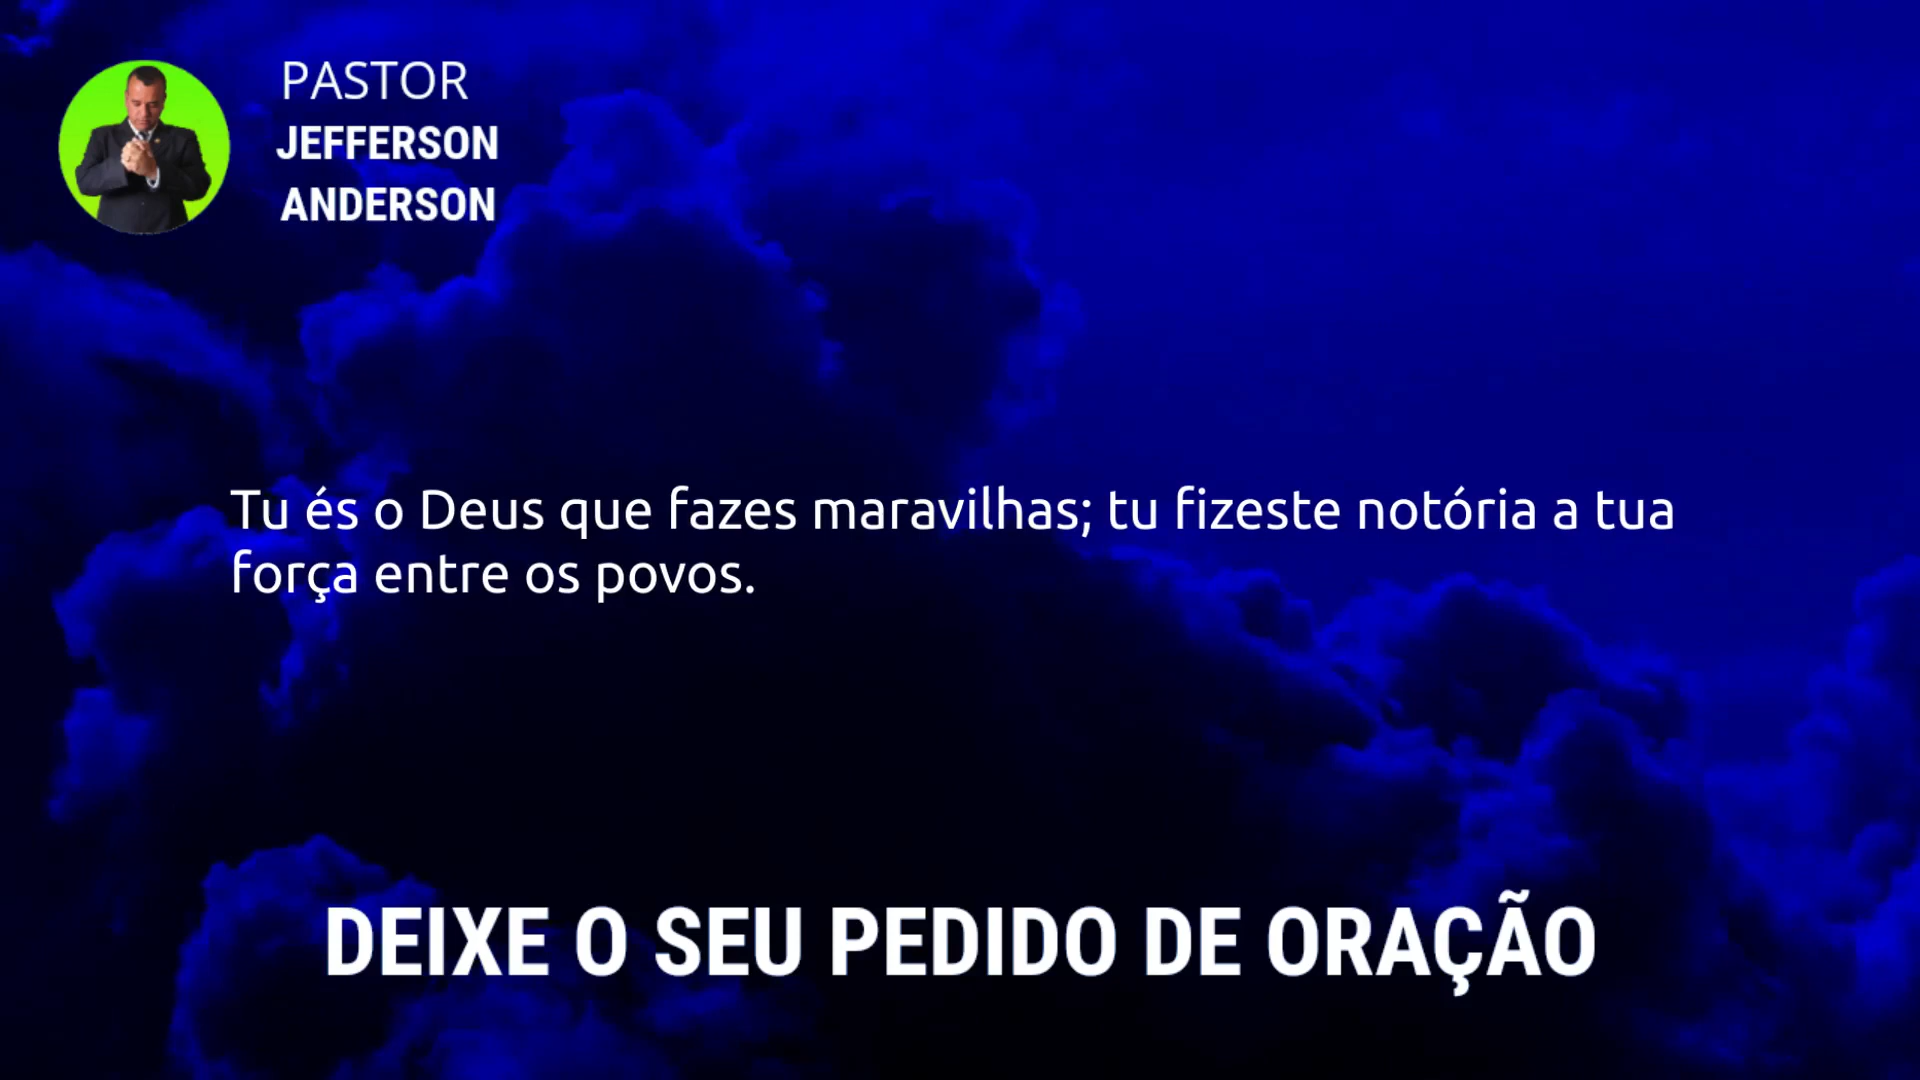 PASTOR
JEFFERSON
ANDERSON
Tu és o Deus que fazes maravilhas; tu fizeste notória a tua
força entre os povos.
DEIXE O SEU PEDIDO DE ORAÇÃO